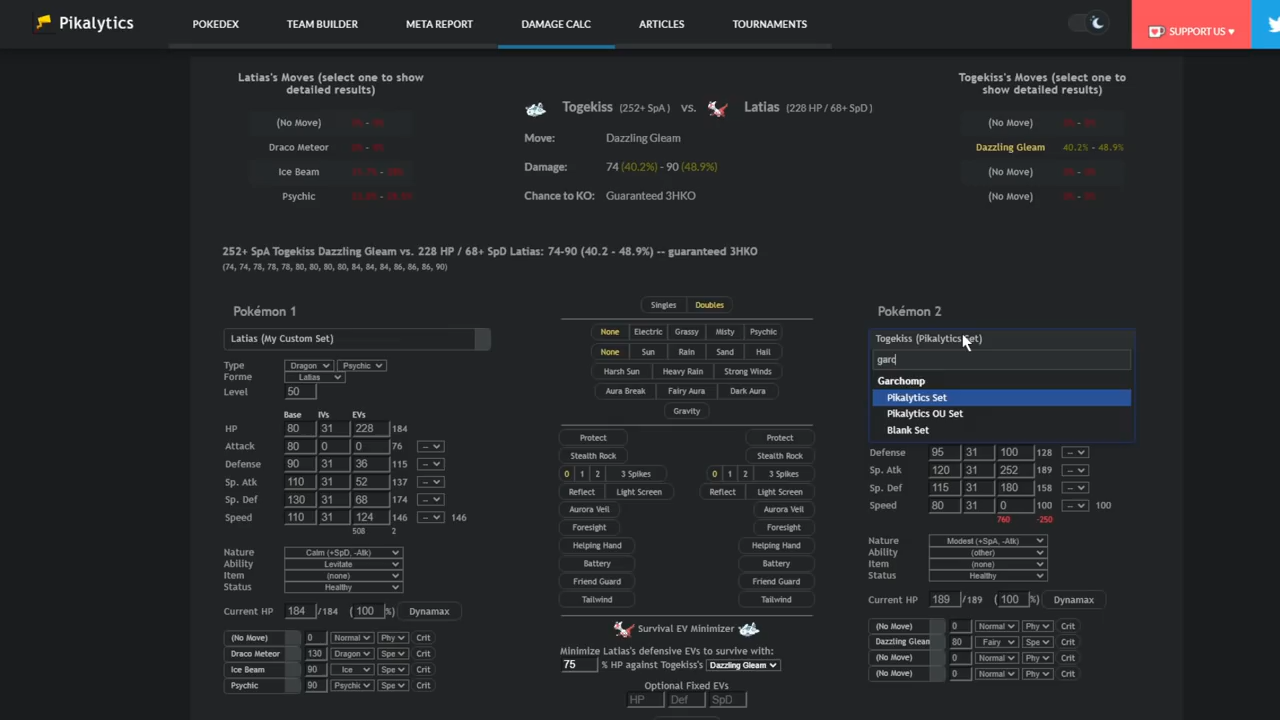 Pikalytics
POKEDEX
TEAM BUILDER
META REPORT
DAMAGE CALC
ARTICLES
TOURNAMENTS
SUPPORT US ♥
Latias's Moves (select one to show
detailed results)
(No Move)
Draco Meteor
Ice Beam
Psychic
Togekiss (252+ SpA ) VS. Latias (228 HP / 68+ SpD )
Move: Dazzling Gleam
Damage: 74 (40.2%) - 90 (48.9%)
Chance to KO: Guaranteed 3HKO
Togekiss's Moves (select one to
show detailed results)
(No Move)
Dazzling Gleam 40.2% - 48.9%
(No Move)
(No Move)
252+ SpA Togekiss Dazzling Gleam vs. 228 HP / 68+ SpD Latias: 74-90 (40.2 - 48.9%) -- guaranteed 3HKO
(74, 74, 78, 78, 78, 80, 80, 80, 80, 84, 84, 84, 86, 86, 86, 90)
Pokémon 1
Latias (My Custom Set)
Type Dragon Psychic
Forme Latias
Level 50
Base IVs EVs
HP 80 31 228 184
Attack 80 0 0 76 --
Defense 90 31 36 115 --
Sp. Atk 110 31 52 137 --
Sp. Def 130 31 68 174 --
Speed 110 31 124 146 -- 146
508 2
Nature Calm (+SpD, -Atk)
Ability Levitate
Item (none)
Status Healthy
Current HP 184 /184 ( 100 %) Dynamax
(No Move) 0 Normal Phy Crit
Draco Meteor 130 Dragon Spe Crit
Ice Beam 90 Ice Spe Crit
Psychic 90 Psychic Spe Crit
Singles Doubles
None Electric Grassy Misty Psychic
None Sun Rain Sand Hail
Harsh Sun Heavy Rain Strong Winds
Aura Break Fairy Aura Dark Aura
Gravity
Protect Protect
Stealth Rock Stealth Rock
0 1 2 3 Spikes 0 1 2 3 Spikes
Reflect Light Screen Reflect Light Screen
Aurora Veil Aurora Veil
Foresight Foresight
Helping Hand Helping Hand
Battery Battery
Friend Guard Friend Guard
Tailwind Tailwind
Survival EV Minimizer
Minimize Latias's defensive EVs to survive with:
75 % HP against Togekiss's Dazzling Gleam
Optional Fixed EVs
HP Def SpD
Pokémon 2
Togekiss (Pikalytics Set)
garc
Garchomp
Pikalytics Set
Pikalytics OU Set
Blank Set
Defense 95 31 100 128 --
Sp. Atk 120 31 252 189 --
Sp. Def 115 31 180 158 --
Speed 80 31 0 100 -- 100
760 -250
Nature Modest (+SpA, -Atk)
Ability (other)
Item (none)
Status Healthy
Current HP 189 /189 ( 100 %) Dynamax
(No Move) 0 Normal Phy Crit
Dazzling Gleam 80 Fairy Spe Crit
(No Move) 0 Normal Phy Crit
(No Move) 0 Normal Phy Crit